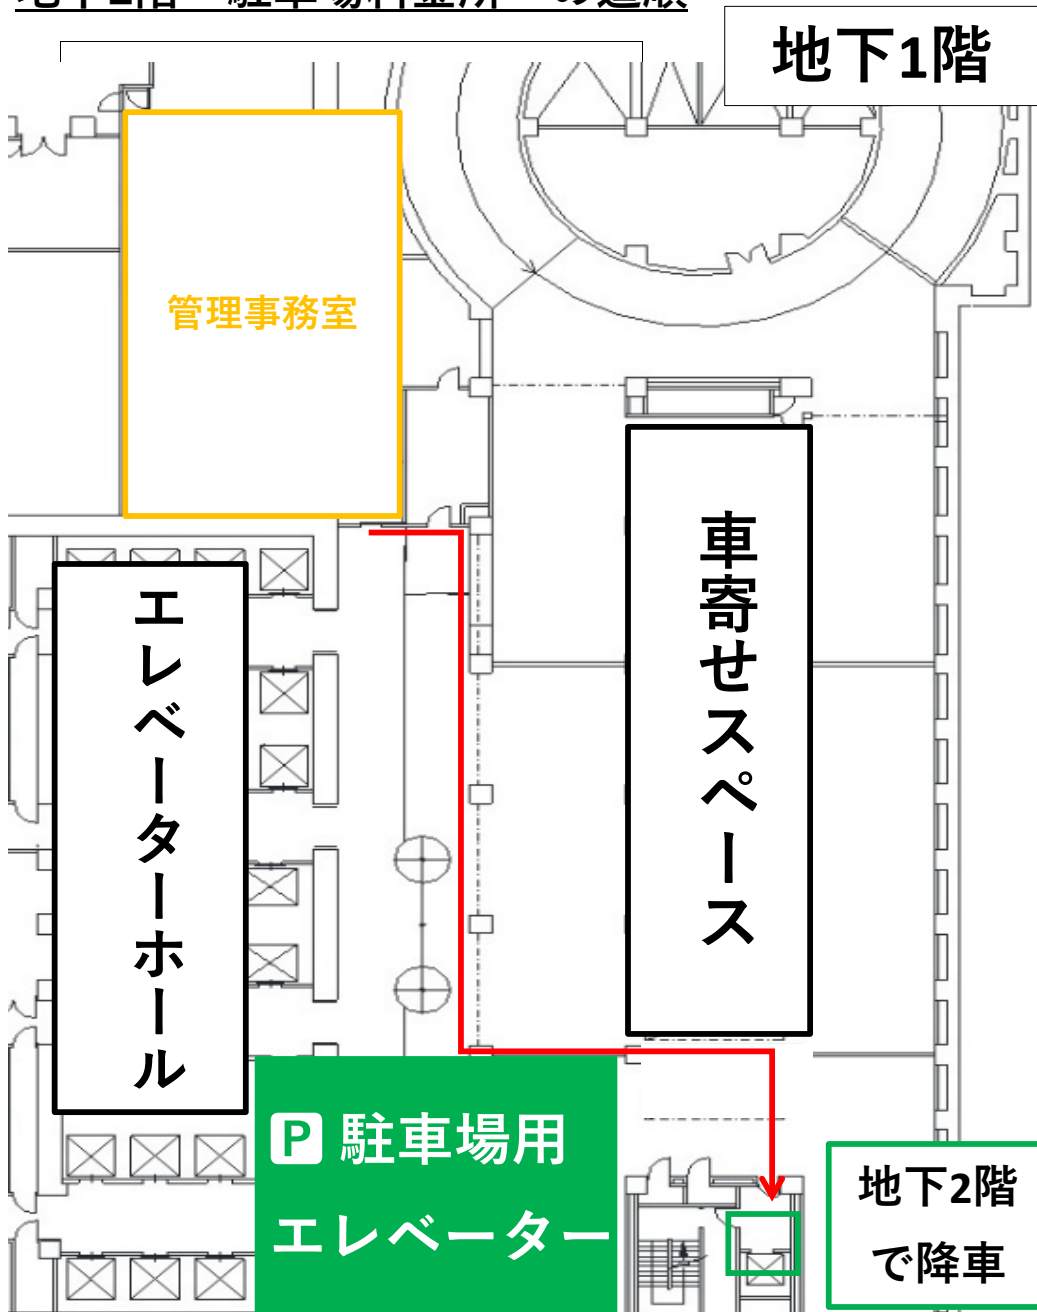 地下1階
管理事務室
車寄せスペース
エレベーターホール
P 駐車場用
エレベーター
地下2階
で降車